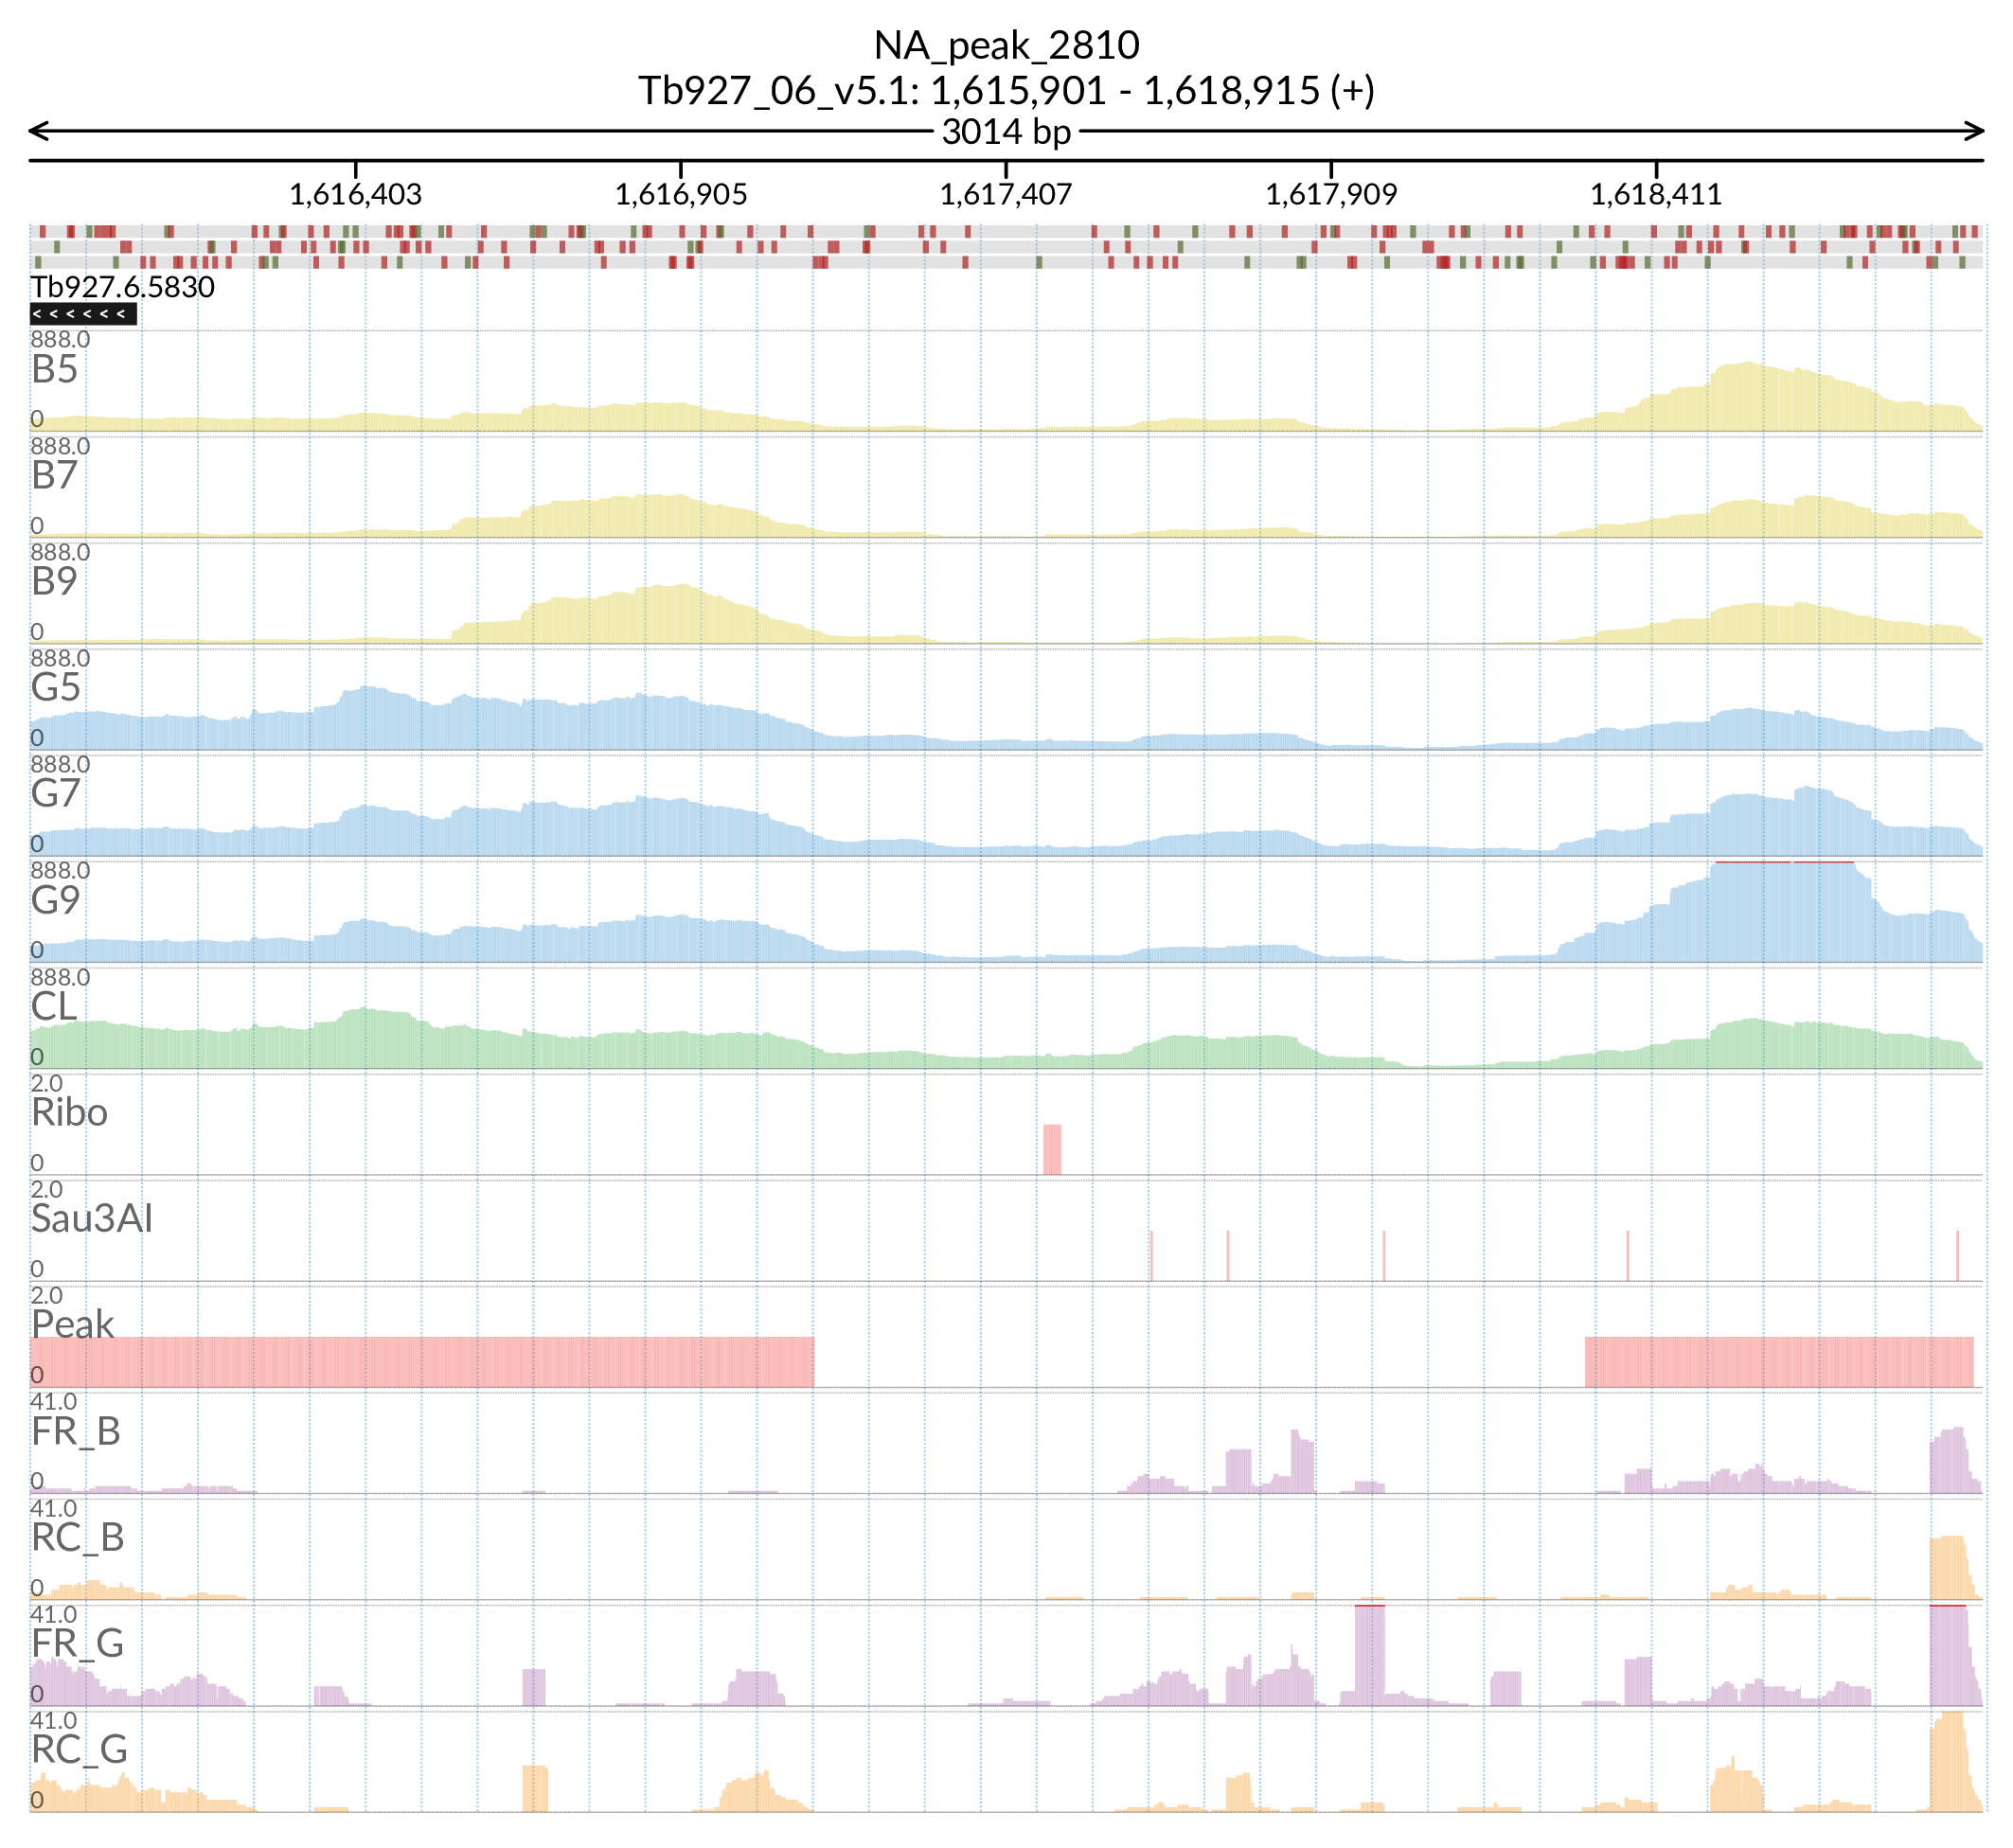 NA_peak_2810
Tb927_06_v5.1: 1,615,901 - 1,618,915 (+)
3014 bp
1,616,403 1,616,905 1,617,407 1,617,909 1,618,411
Tb927.6.5830
< < < < < <
888.0
B5
0
888.0
B7
0
888.0
B9
0
888.0
G5
0
888.0
G7
0
888.0
G9
0
888.0
CL
0
2.0
Ribo
0
2.0
Sau3AI
0
2.0
Peak
0
41.0
FR_B
0
41.0
RC_B
0
41.0
FR_G
0
41.0
RC_G
0